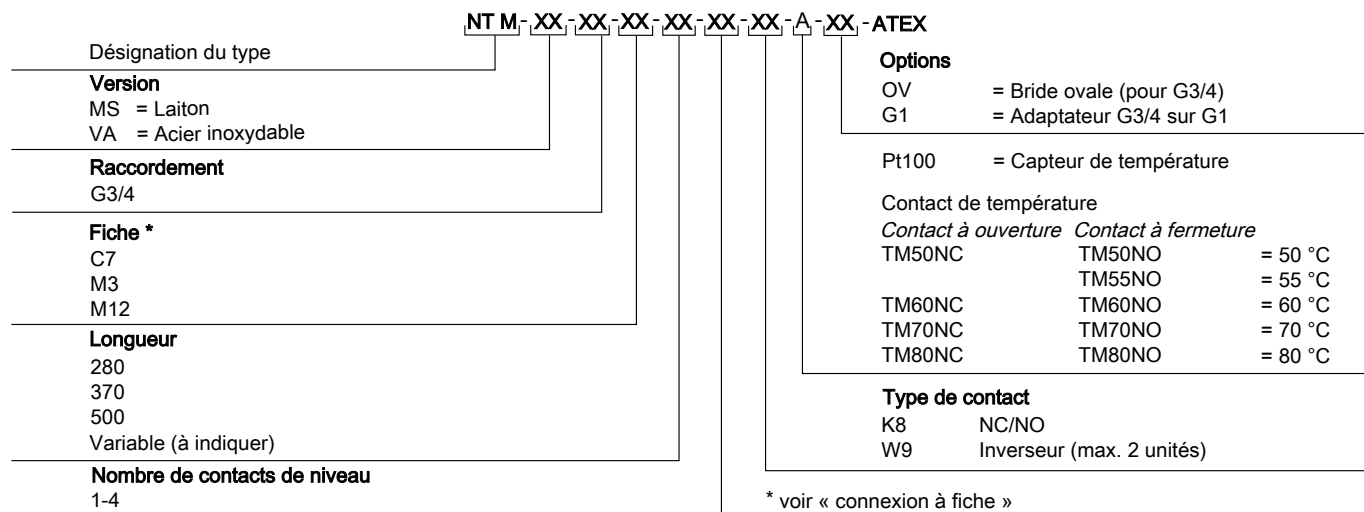 NT M - XX - XX - XX - XX - XX - XX - A - XX - ATEX
Désignation du type
Version
MS = Laiton
VA = Acier inoxydable
Raccordement
G3/4
Fiche *
C7
M3
M12
Longueur
280
370
500
Variable (à indiquer)
Nombre de contacts de niveau
1-4
Options
OV = Bride ovale (pour G3/4)
G1 = Adaptateur G3/4 sur G1
Pt100 = Capteur de température
Contact de température
Contact à ouverture Contact à fermeture
TM50NC TM50NO = 50 °C
TM55NO = 55 °C
TM60NC TM60NO = 60 °C
TM70NC TM70NO = 70 °C
TM80NC TM80NO = 80 °C
Type de contact
K8 NC/NO
W9 Inverseur (max. 2 unités)
* voir « connexion à fiche »